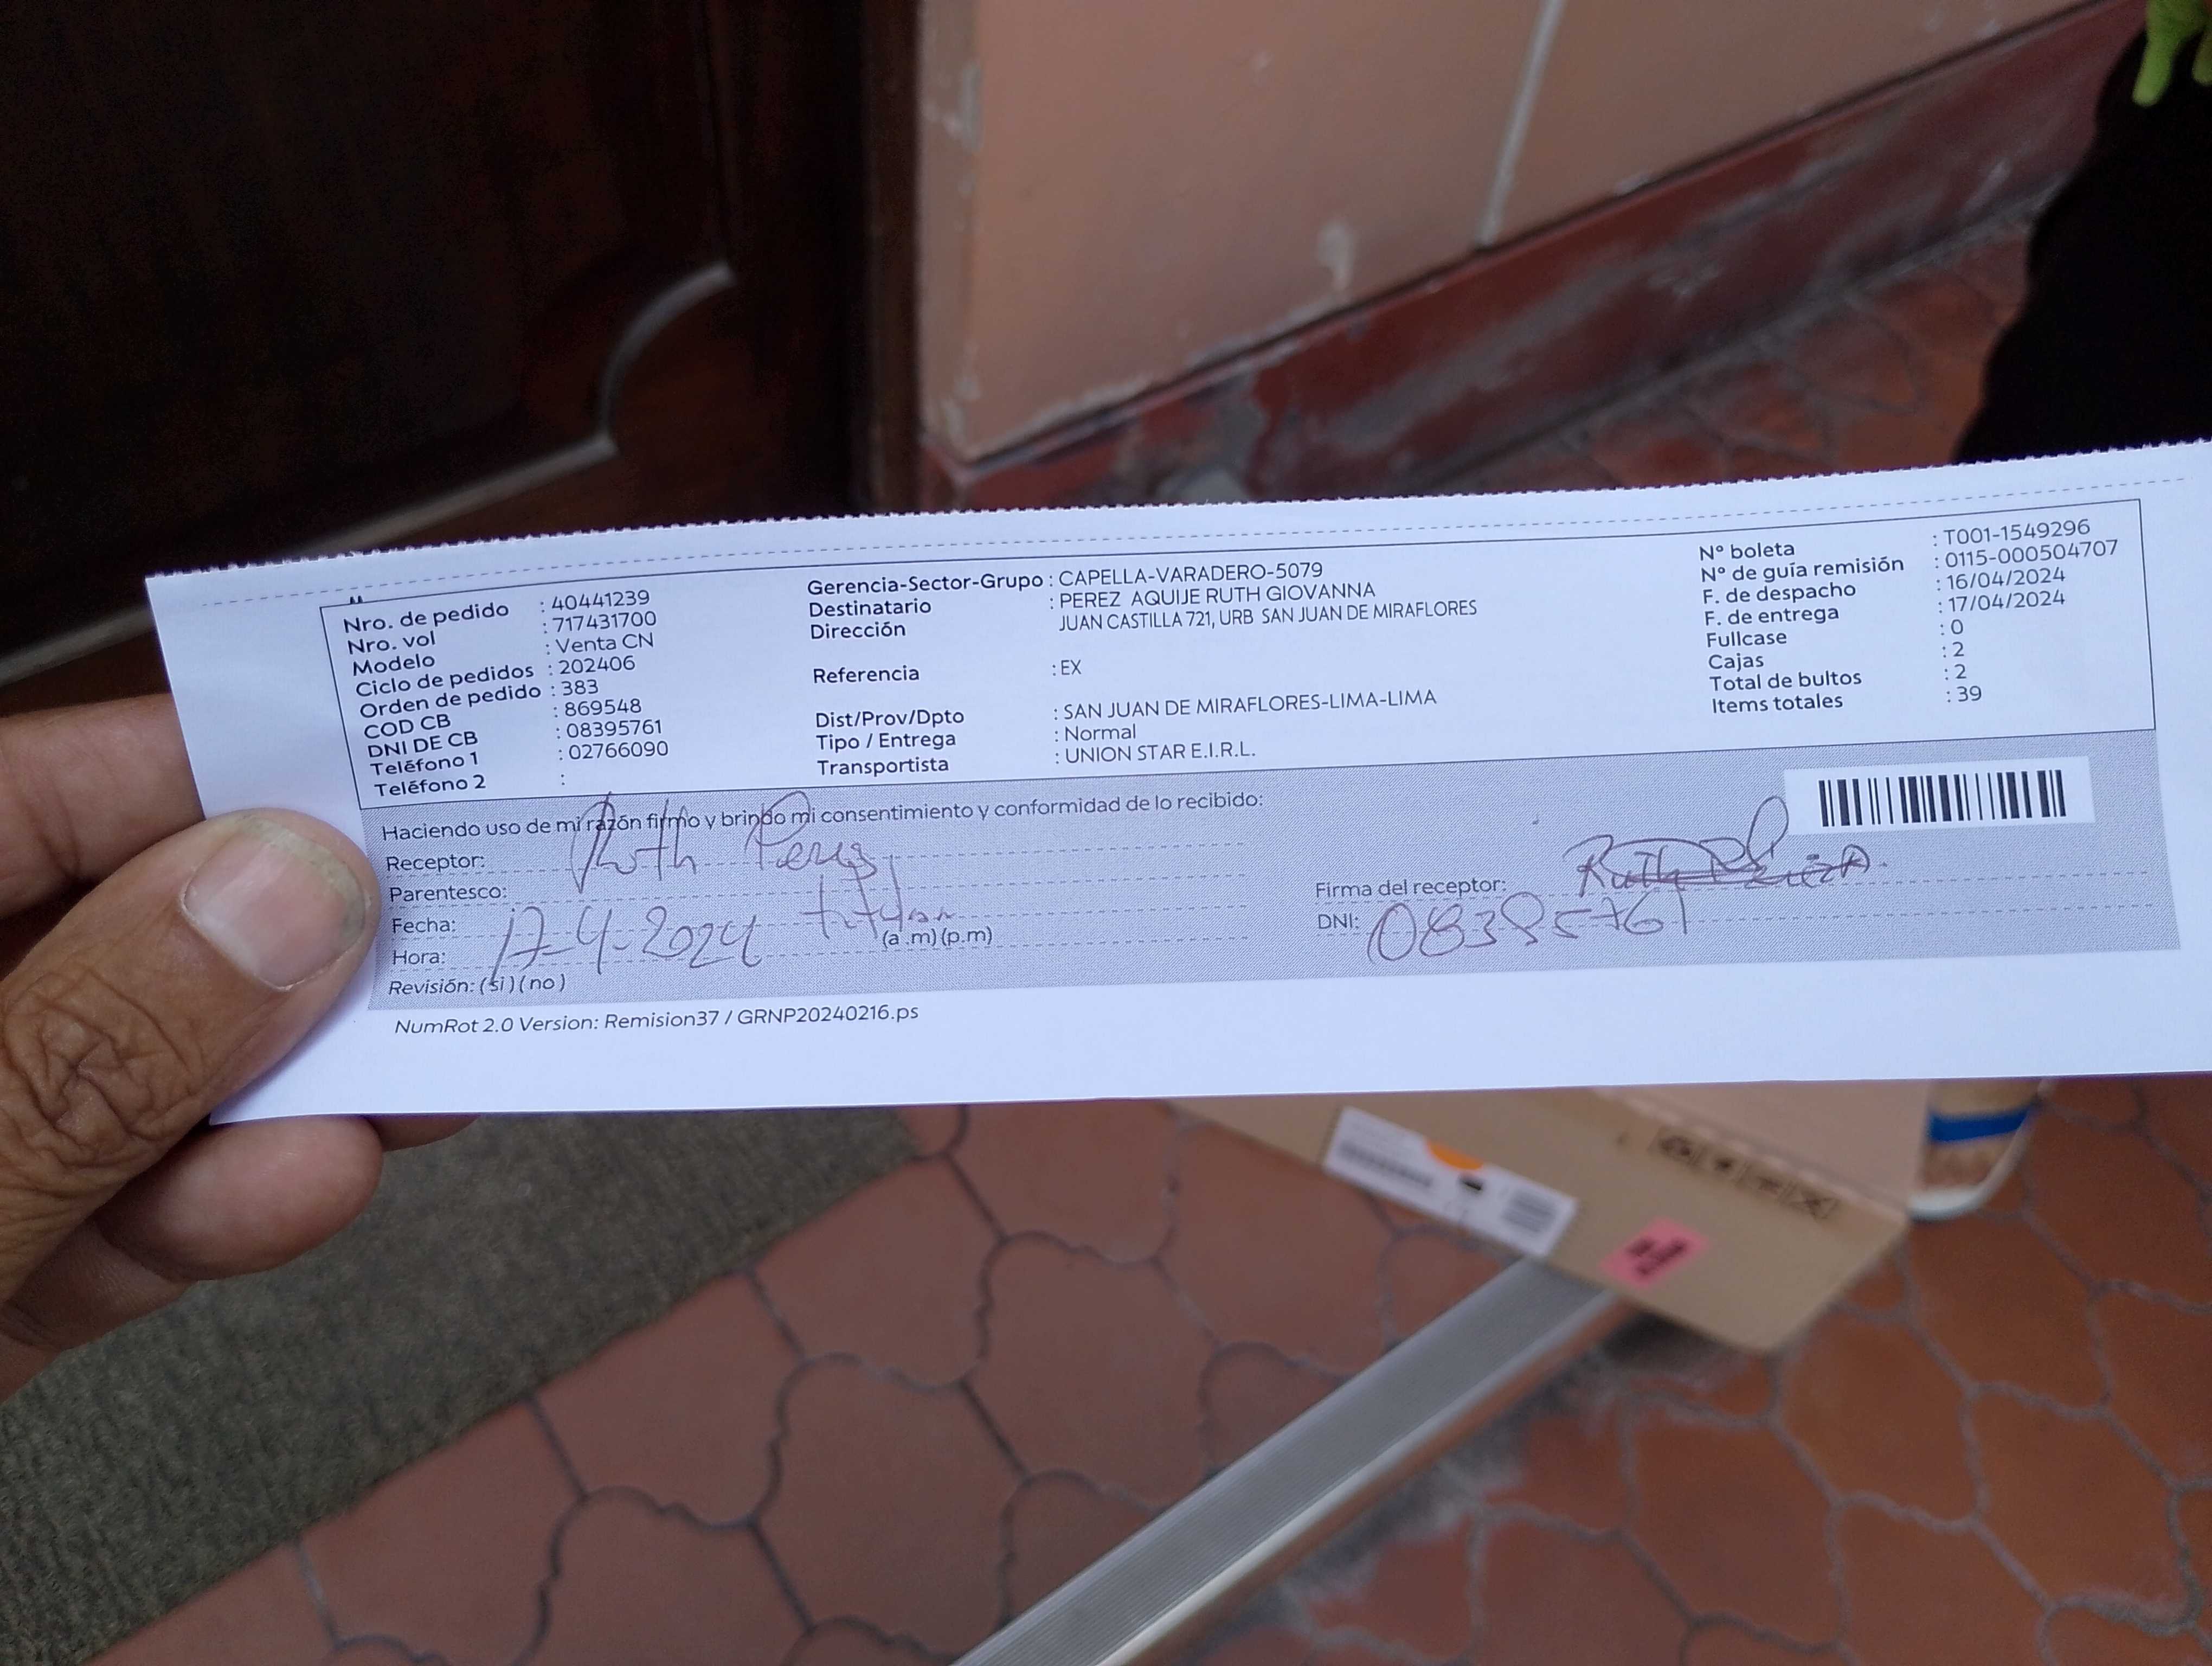 Nro. de pedido : 40441239
Nro. vol : 717431700
Modelo : Venta CN
Ciclo de pedidos : 202406
Orden de pedido : 383
COD CB : 869548
DNI DE CB : 08395761
Teléfono 1 : 02766090
Teléfono 2 :
Gerencia-Sector-Grupo : CAPELLA-VARADERO-5079
Destinatario : PEREZ AQUIJE RUTH GIOVANNA
Dirección JUAN CASTILLA 721, URB SAN JUAN DE MIRAFLORES
Referencia : EX
Dist/Prov/Dpto : SAN JUAN DE MIRAFLORES-LIMA-LIMA
Tipo / Entrega : Normal
Transportista : UNION STAR E.I.R.L.
N° boleta : T001-1549296
N° de guía remisión : 0115-000504707
F. de despacho : 16/04/2024
F. de entrega : 17/04/2024
Fullcase : 0
Cajas : 2
Total de bultos : 2
Items totales : 39
Haciendo uso de mi razón firmo y brindo mi consentimiento y conformidad de lo recibido:
Receptor: Ruth Perez
Parentesco: titular
Fecha: 17-4-2024
Hora: (a .m) (p.m)
Revisión: (si) (no)
Firma del receptor: Ruth
DNI: 08395761
NumRot 2.0 Version: Remision37 / GRNP20240216.ps